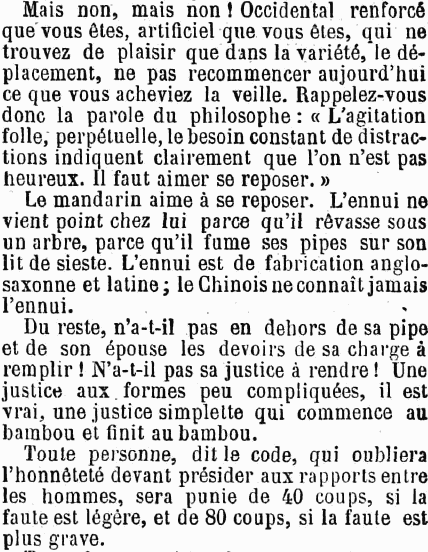 Mais non, mais non ! Occidental renforcé
que vous êtes, artificiel que vous êtes, qui ne
trouvez de plaisir que dans la variété, le dé-
placement, ne pas recommencer aujourd'hui
ce que vous acheviez la veille. Rappelez-vous
donc la parole du philosophe : « L'agitation
folle, perpétuelle, le besoin constant de distrac-
tions indiquent clairement que l'on n'est pas
heureux. Il faut aimer se reposer. »
Le mandarin aime à se reposer. L'ennui ne
vient point chez lui parce qu'il rêvasse sous
un arbre, parce qu'il fume ses pipes sur son
lit de sieste. L'ennui est de fabrication anglo-
saxonne et latine ; le Chinois ne connaît jamais
l'ennui.
Du reste, n'a-t-il pas en dehors de sa pipe
et de son épouse les devoirs de sa charge à
remplir ! N'a-t-il pas sa justice à rendre ! Une
justice aux formes peu compliquées, il est
vrai, une justice simplette qui commence au
bambou et finit au bambou.
Toute personne, dit le code, qui oubliera
l'honnêteté devant présider aux rapports entre
les hommes, sera punie de 40 coups, si la
faute est légère, et de 80 coups, si la faute est
plus grave.